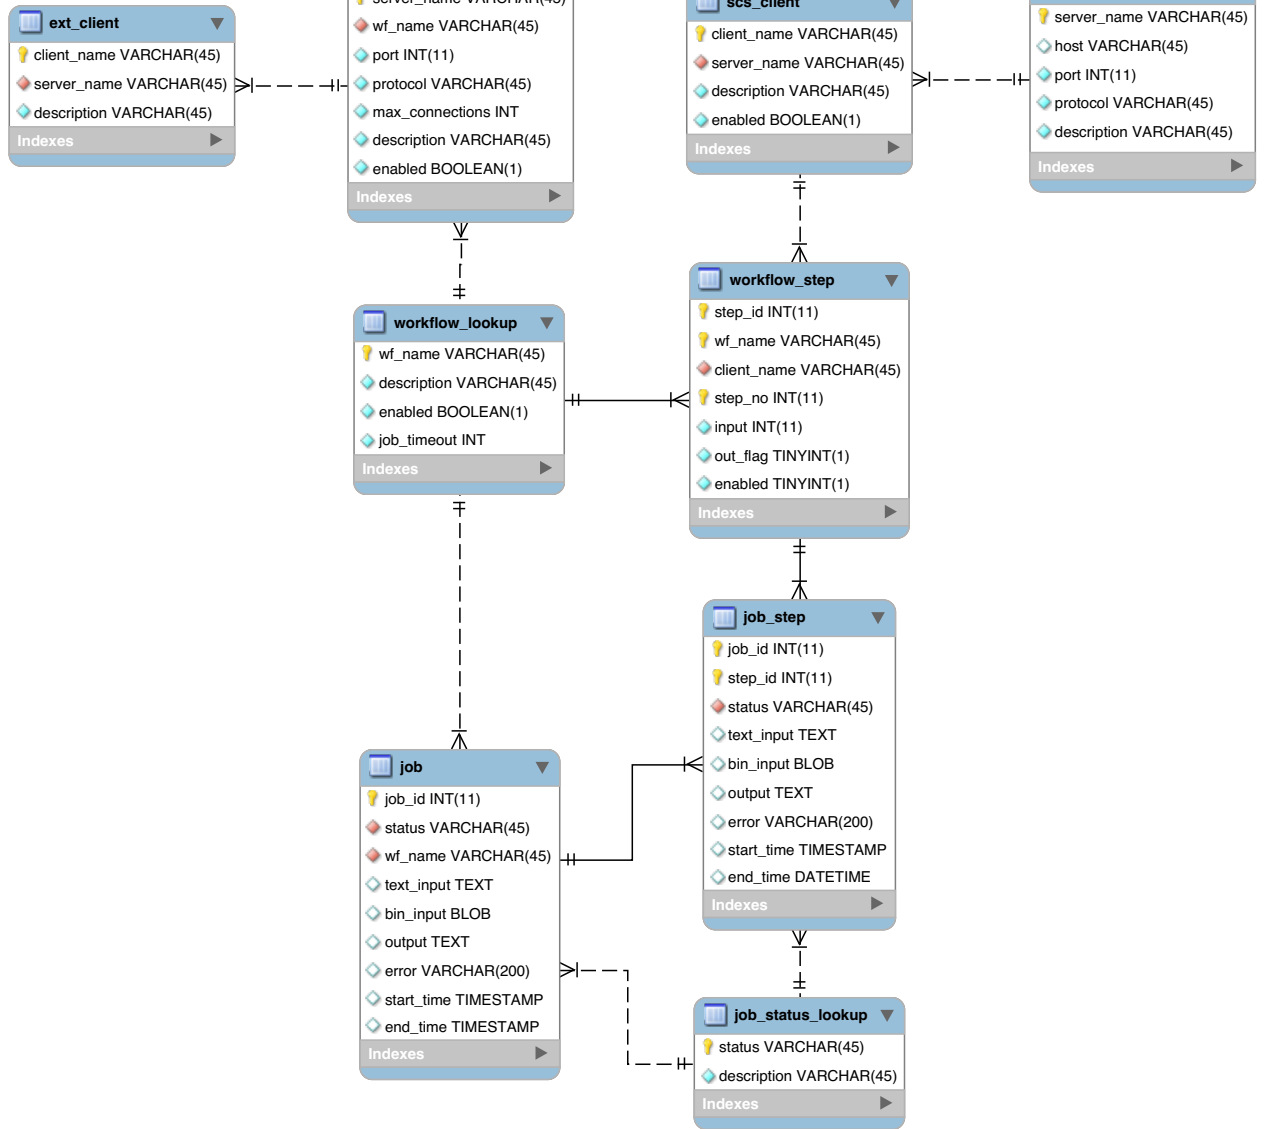 ext_client
client_name VARCHAR(45)
server_name VARCHAR(45)
description VARCHAR(45)
Indexes
server_name VARCHAR(45)
wf_name VARCHAR(45)
port INT(11)
protocol VARCHAR(45)
max_connections INT
description VARCHAR(45)
enabled BOOLEAN(1)
Indexes
scs_client
client_name VARCHAR(45)
server_name VARCHAR(45)
description VARCHAR(45)
enabled BOOLEAN(1)
Indexes
server_name VARCHAR(45)
host VARCHAR(45)
port INT(11)
protocol VARCHAR(45)
description VARCHAR(45)
Indexes
workflow_lookup
wf_name VARCHAR(45)
description VARCHAR(45)
enabled BOOLEAN(1)
job_timeout INT
Indexes
workflow_step
step_id INT(11)
wf_name VARCHAR(45)
client_name VARCHAR(45)
step_no INT(11)
input INT(11)
out_flag TINYINT(1)
enabled TINYINT(1)
Indexes
job_step
job_id INT(11)
step_id INT(11)
status VARCHAR(45)
text_input TEXT
bin_input BLOB
output TEXT
error VARCHAR(200)
start_time TIMESTAMP
end_time DATETIME
Indexes
job
job_id INT(11)
status VARCHAR(45)
wf_name VARCHAR(45)
text_input TEXT
bin_input BLOB
output TEXT
error VARCHAR(200)
start_time TIMESTAMP
end_time TIMESTAMP
Indexes
job_status_lookup
status VARCHAR(45)
description VARCHAR(45)
Indexes